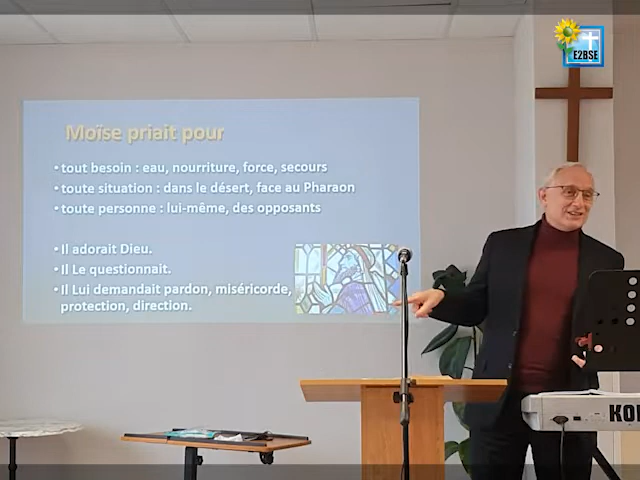 E2BSE
Moïse priait pour
• tout besoin : eau, nourriture, force, secours
• toute situation : dans le désert, face au Pharaon
• toute personne : lui-même, des opposants
• Il adorait Dieu.
• Il Le questionnait.
• Il Lui demandait pardon, miséricorde,
protection, direction.
KO